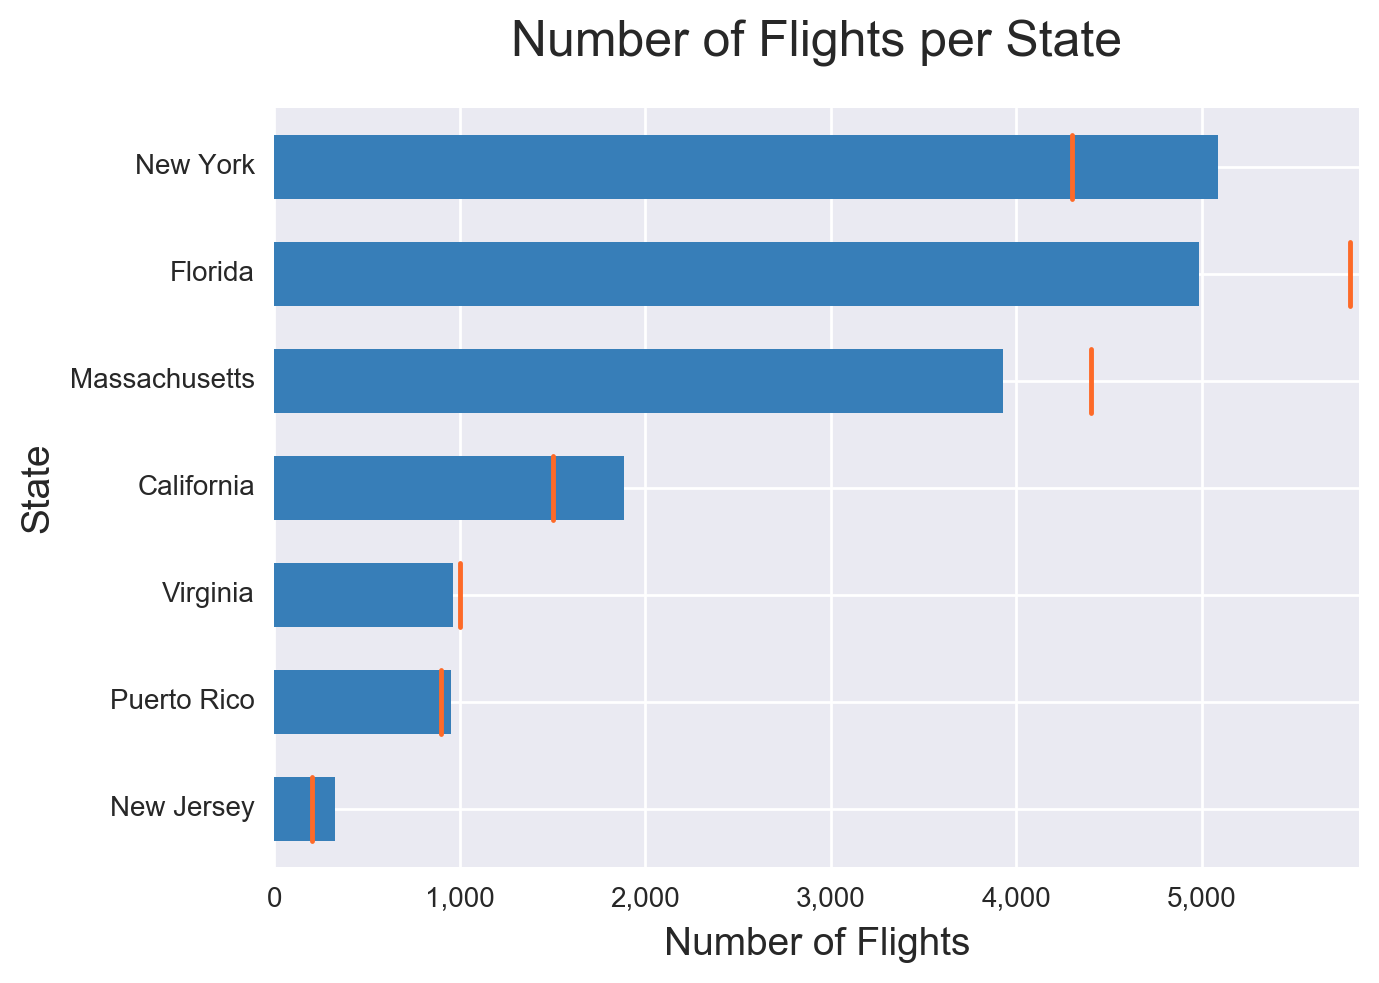 Number of Flights per State
New York
Florida
Massachusetts
California
Virginia
Puerto Rico
New Jersey
State
0 1,000 2,000 3,000 4,000 5,000
Number of Flights